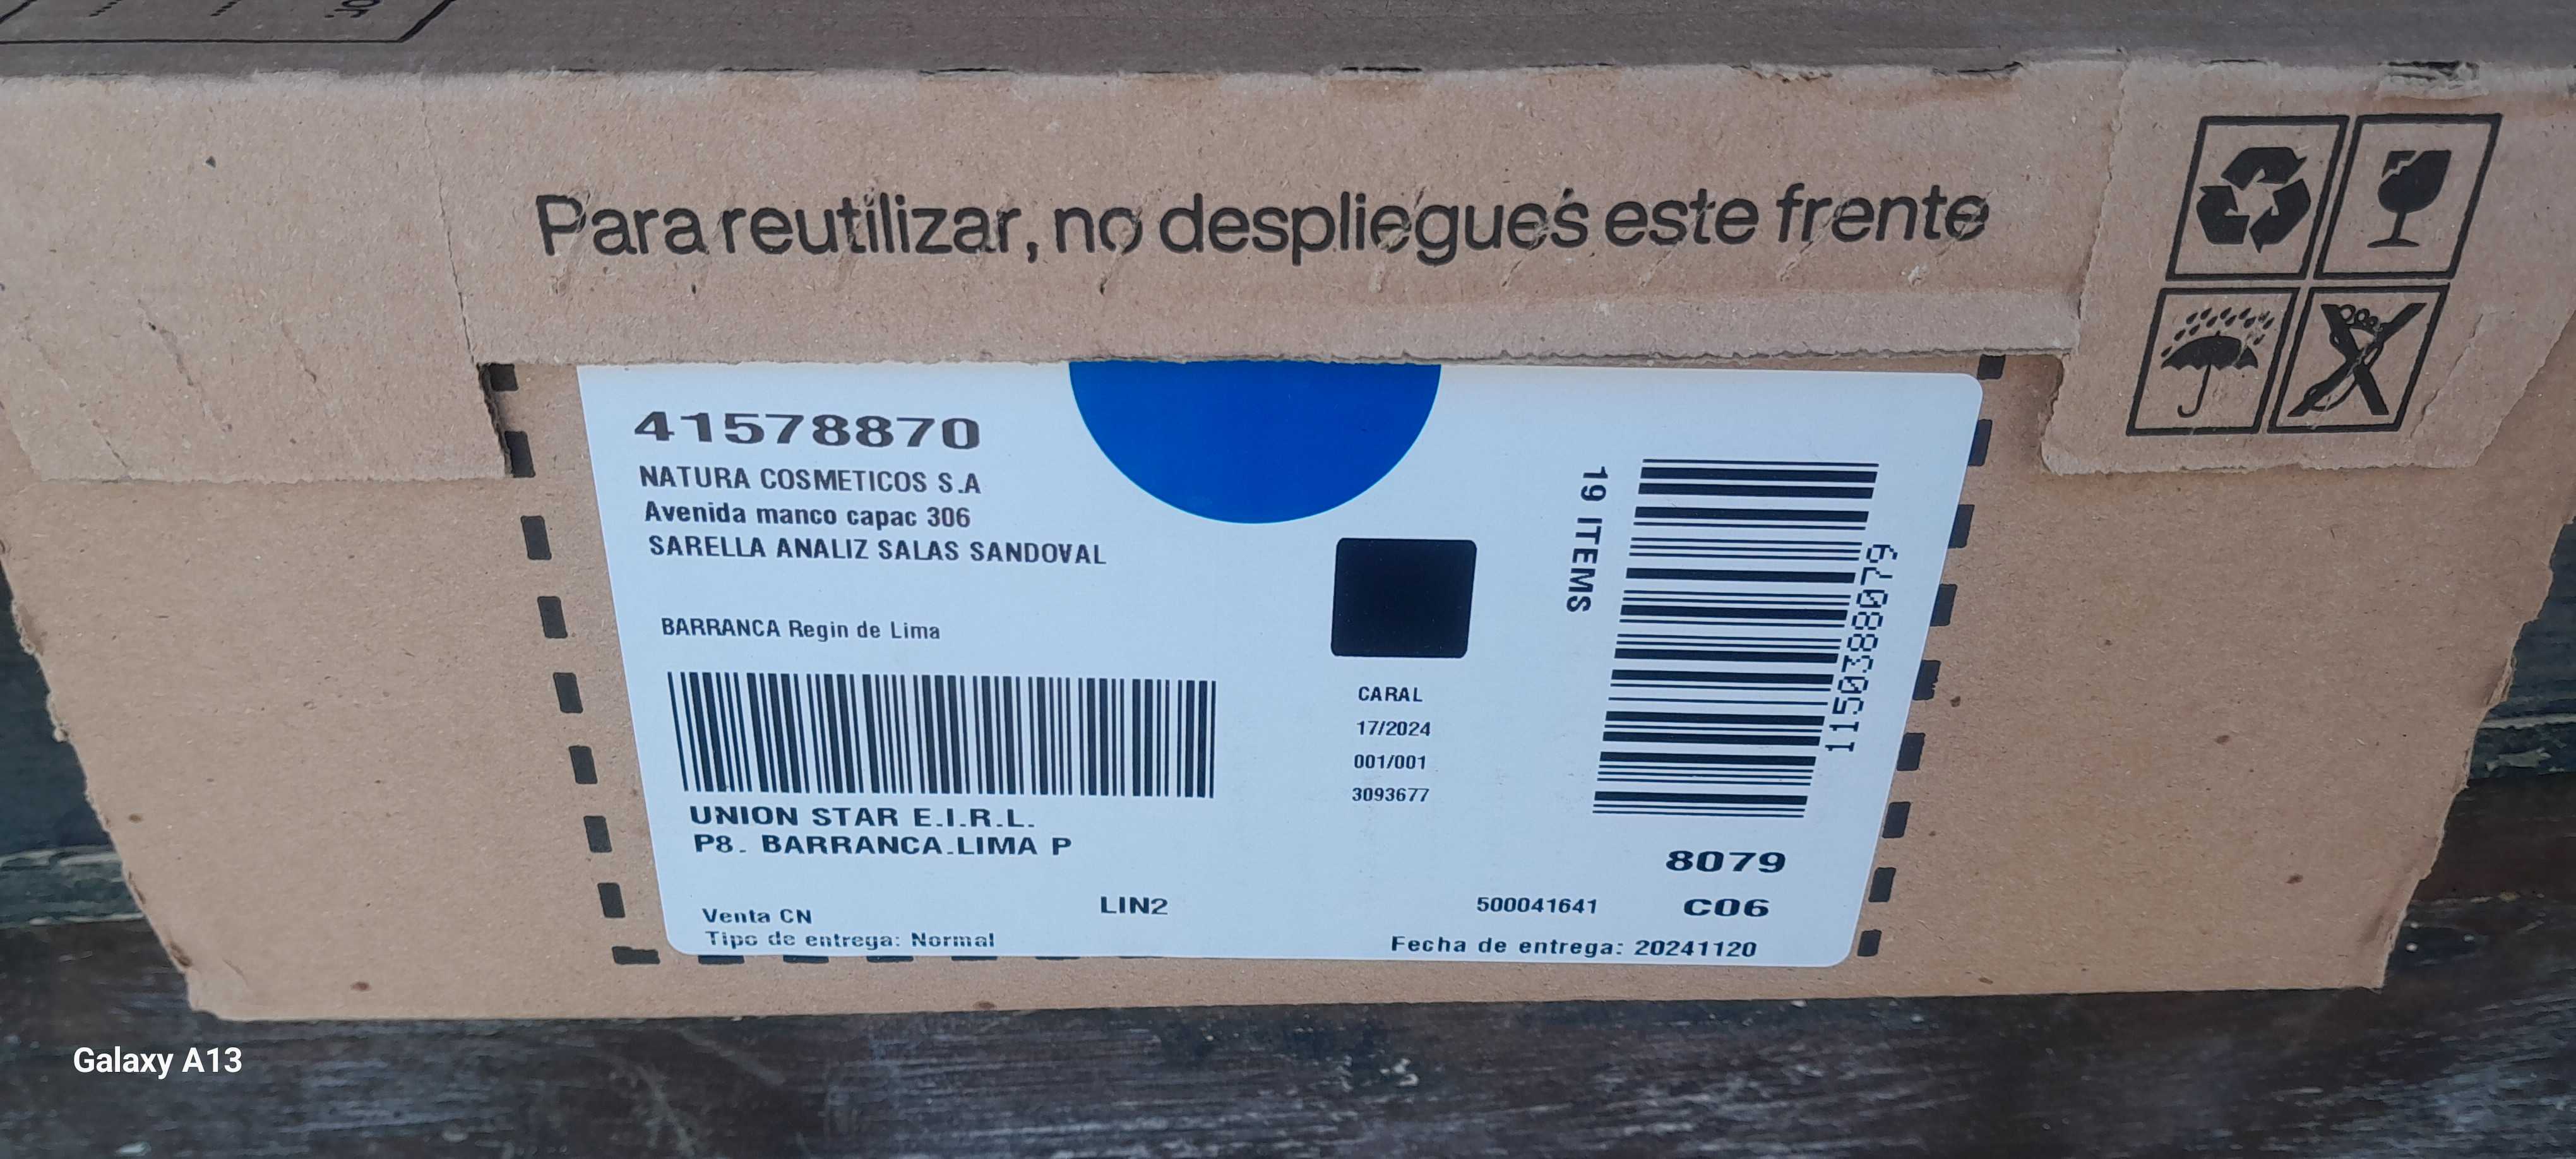 or.
Para reutilizar, no despliegues este frente
41578870
NATURA COSMETICOS S.A
Avenida manco capac 306
SARELLA ANALIZ SALAS SANDOVAL
BARRANCA Regin de Lima
UNION STAR E.I.R.L.
P8. BARRANCA.LIMA P
Venta CN
Tipo de entrega: Normal
LIN2
CARAL
17/2024
001/001
3093677
19 ITEMS
11503888079
8079
500041641 C06
Fecha de entrega: 20241120
Galaxy A13